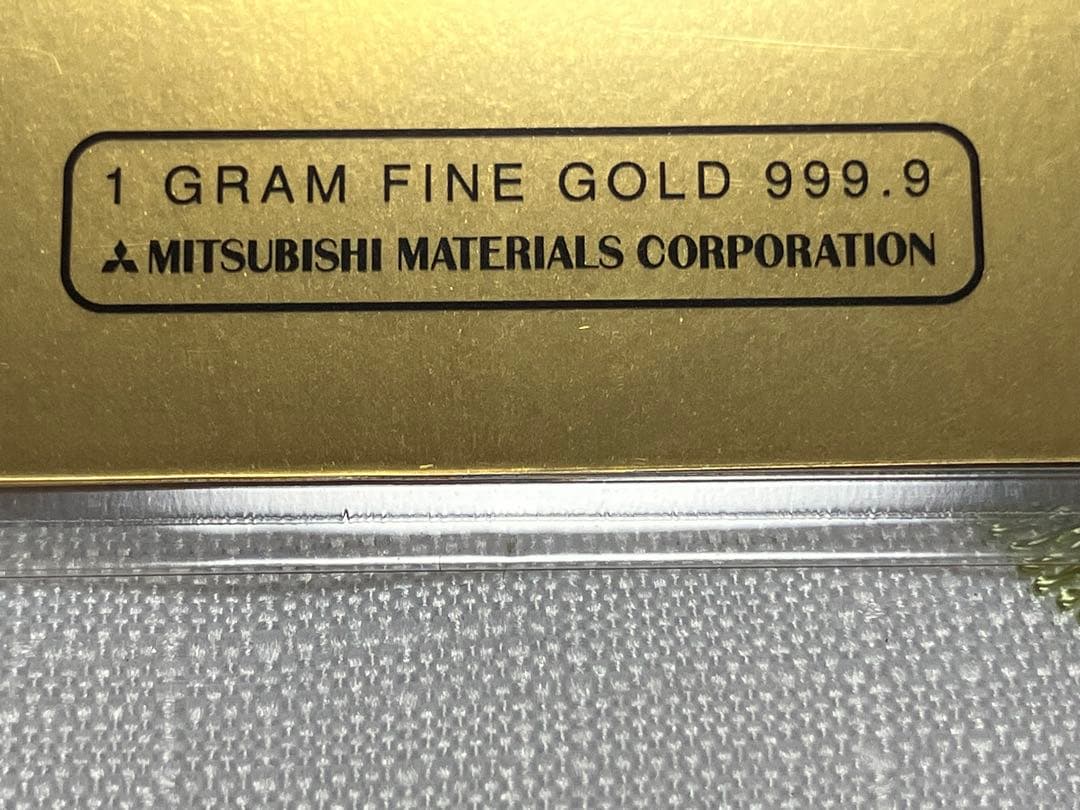 1 GRAM FINE GOLD 999.9
MITSUBISHI MATERIALS CORPORATION